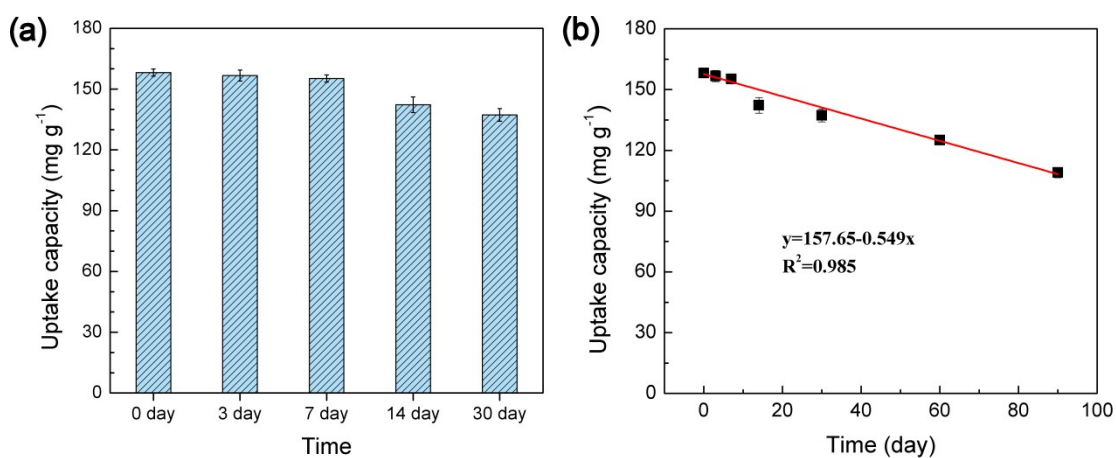 (a)
Uptake capacity (mg g⁻¹)
180
150
120
90
60
30
0
0 day 3 day 7 day 14 day 30 day
Time
(b)
Uptake capacity (mg g⁻¹)
180
150
120
90
60
30
0
y=157.65-0.549x
R²=0.985
0 20 40 60 80 100
Time (day)